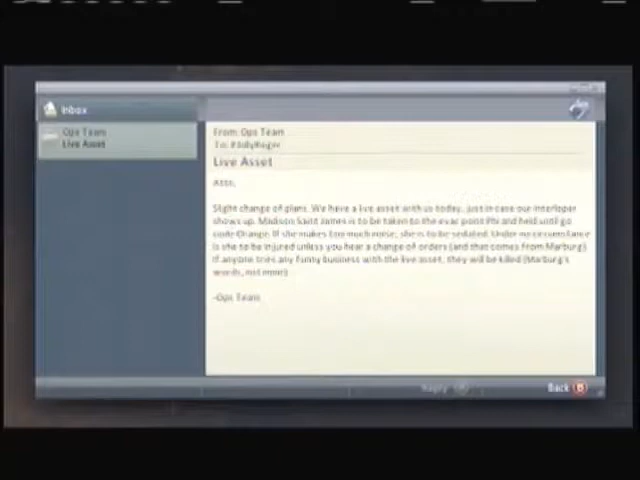 Inbox
Ops Team
Live Asset
From: Ops Team
To: #JollyRoger
Live Asset
Attn,
Slight change of plans. We have a live asset with us today, just in case our interloper
shows up. Madison Saint James is to be taken to the evac point Phi and held until go
code Orange. If she makes too much noise, she is to be sedated. Under no circumstance
is she to be injured unless you hear a change of orders (and that comes from Marburg)
If anyone tries any funny business with the live asset, they will be killed (Marburg's
words, not mine)
-Ops Team
Reply
Back B